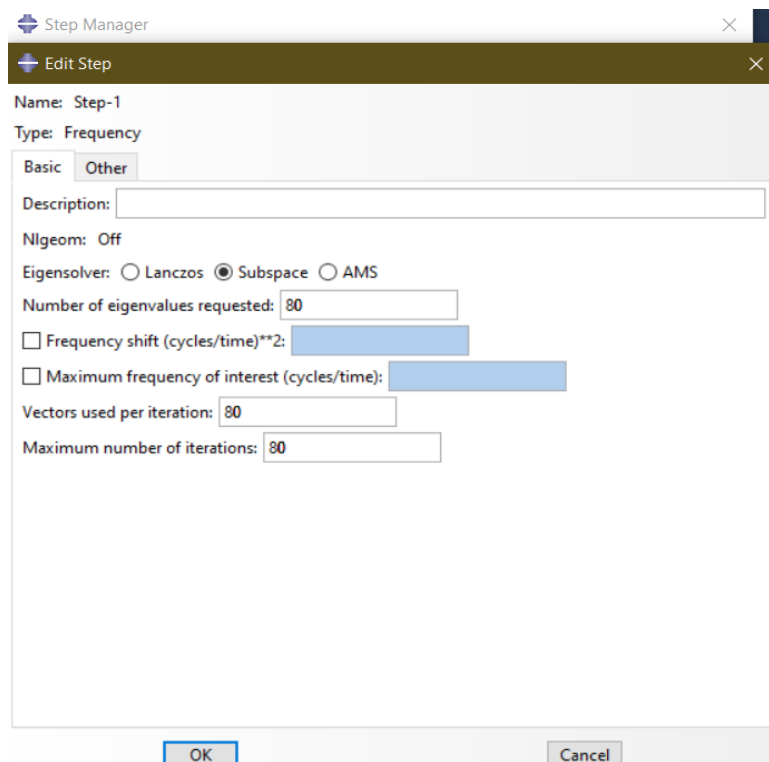 Step Manager
Edit Step
Name: Step-1
Type: Frequency
Basic Other
Description:
Nlgeom: Off
Eigensolver: Lanczos Subspace AMS
Number of eigenvalues requested: 80
Frequency shift (cycles/time)**2:
Maximum frequency of interest (cycles/time):
Vectors used per iteration: 80
Maximum number of iterations: 80
OK Cancel